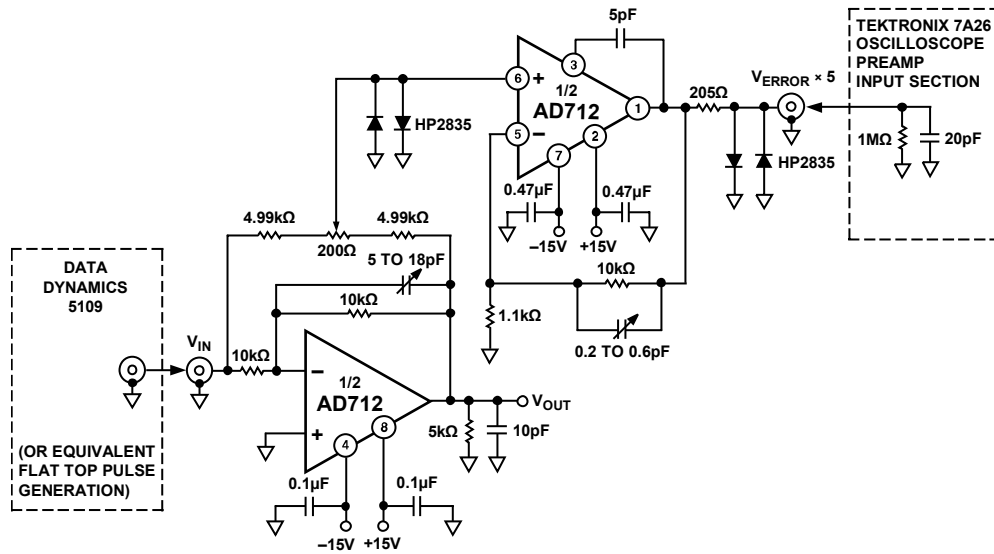 5pF
TEKTRONIX 7A26
OSCILLOSCOPE
PREAMP
INPUT SECTION
3
6
+
1/2
AD712
1
5
–
2
7
205Ω
VERROR × 5
HP2835
HP2835
1MΩ
20pF
0.47µF
0.47µF
–15V
+15V
4.99kΩ
200Ω
4.99kΩ
5 TO 18pF
10kΩ
10kΩ
1.1kΩ
0.2 TO 0.6pF
DATA
DYNAMICS
5109
VIN
10kΩ
–
1/2
AD712
+
4
8
VOUT
5kΩ
10pF
(OR EQUIVALENT
FLAT TOP PULSE
GENERATION)
0.1µF
0.1µF
–15V
+15V